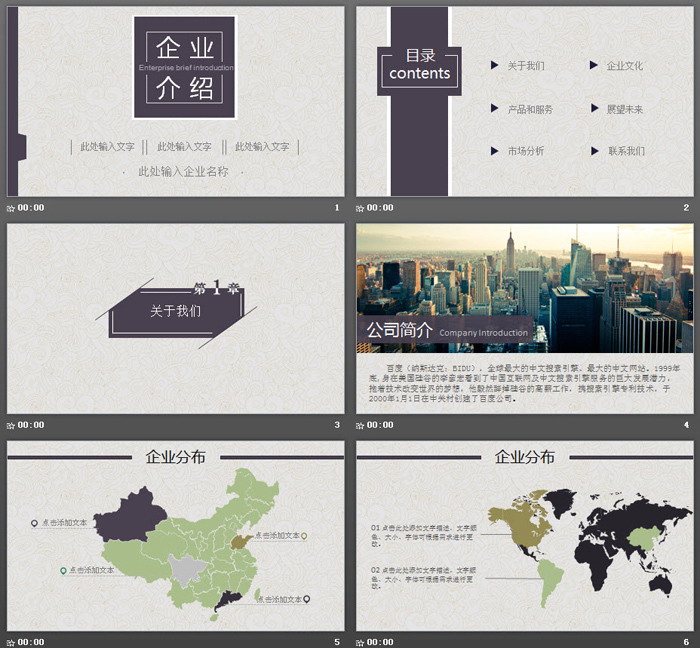 企业
Enterprise brief introduction
介绍
此处输入文字 此处输入文字 此处输入文字
· 此处输入企业名称 ·
00:00 1
目录
contents
关于我们 企业文化
产品和服务 展望未来
市场分析 联系我们
00:00 2
第1章
关于我们
00:00 3
公司简介 Company Introduction
百度（纳斯达克：BIDU），全球最大的中文搜索引擎、最大的中文网站。1999年
底,身在美国硅谷的李彦宏看到了中国互联网及中文搜索引擎服务的巨大发展潜力，
抱着技术改变世界的梦想，他毅然辞掉硅谷的高薪工作，携搜索引擎专利技术，于
2000年1月1日在中关村创建了百度公司。
00:00 4
企业分布
点击添加文本
点击添加文本
点击添加文本
点击添加文本
00:00 5
企业分布
01 点击此处添加文字描述，文字颜
色、大小、字体可根据需求进行更
改。
02 点击此处添加文字描述，文字颜
色、大小、字体可根据需求进行更
改。
00:00 6